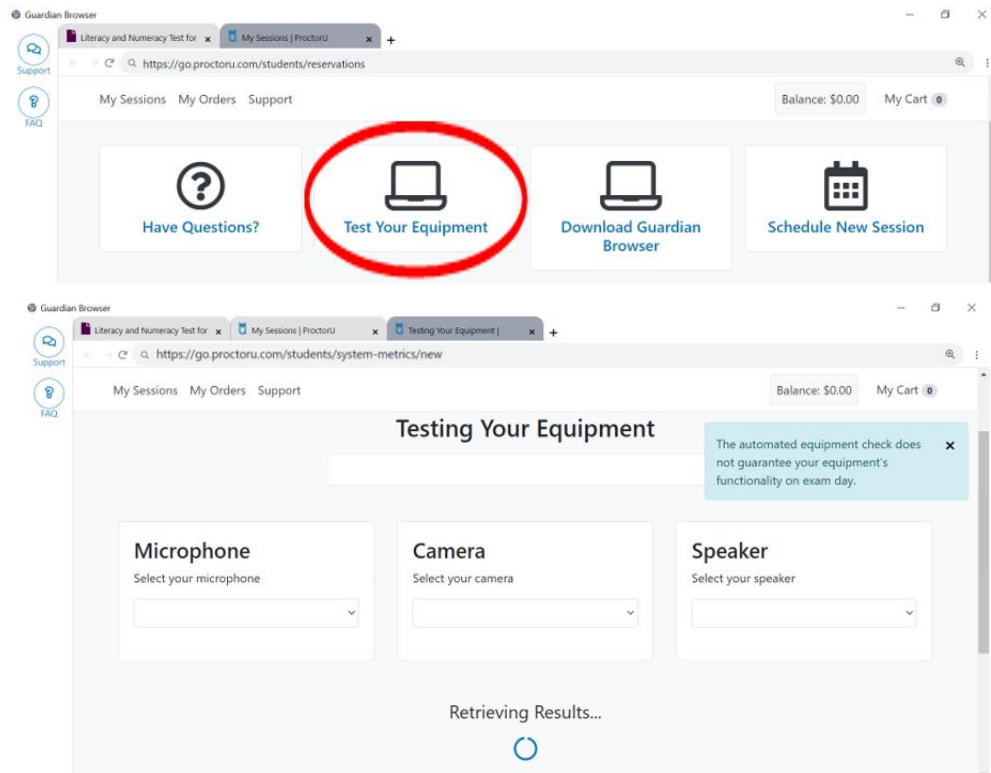 Guardian Browser
Literacy and Numeracy Test for x My Sessions | ProctorU x +
Support
https://go.proctoru.com/students/reservations
FAQ
My Sessions My Orders Support Balance: $0.00 My Cart 0
Have Questions?
Test Your Equipment
Download Guardian
Browser
Schedule New Session
Guardian Browser
Literacy and Numeracy Test for x My Sessions | ProctorU x Testing Your Equipment | x +
Support
https://go.proctoru.com/students/system-metrics/new
FAQ
My Sessions My Orders Support Balance: $0.00 My Cart 0
Testing Your Equipment
The automated equipment check does
not guarantee your equipment's
functionality on exam day.
Microphone
Select your microphone
Camera
Select your camera
Speaker
Select your speaker
Retrieving Results...